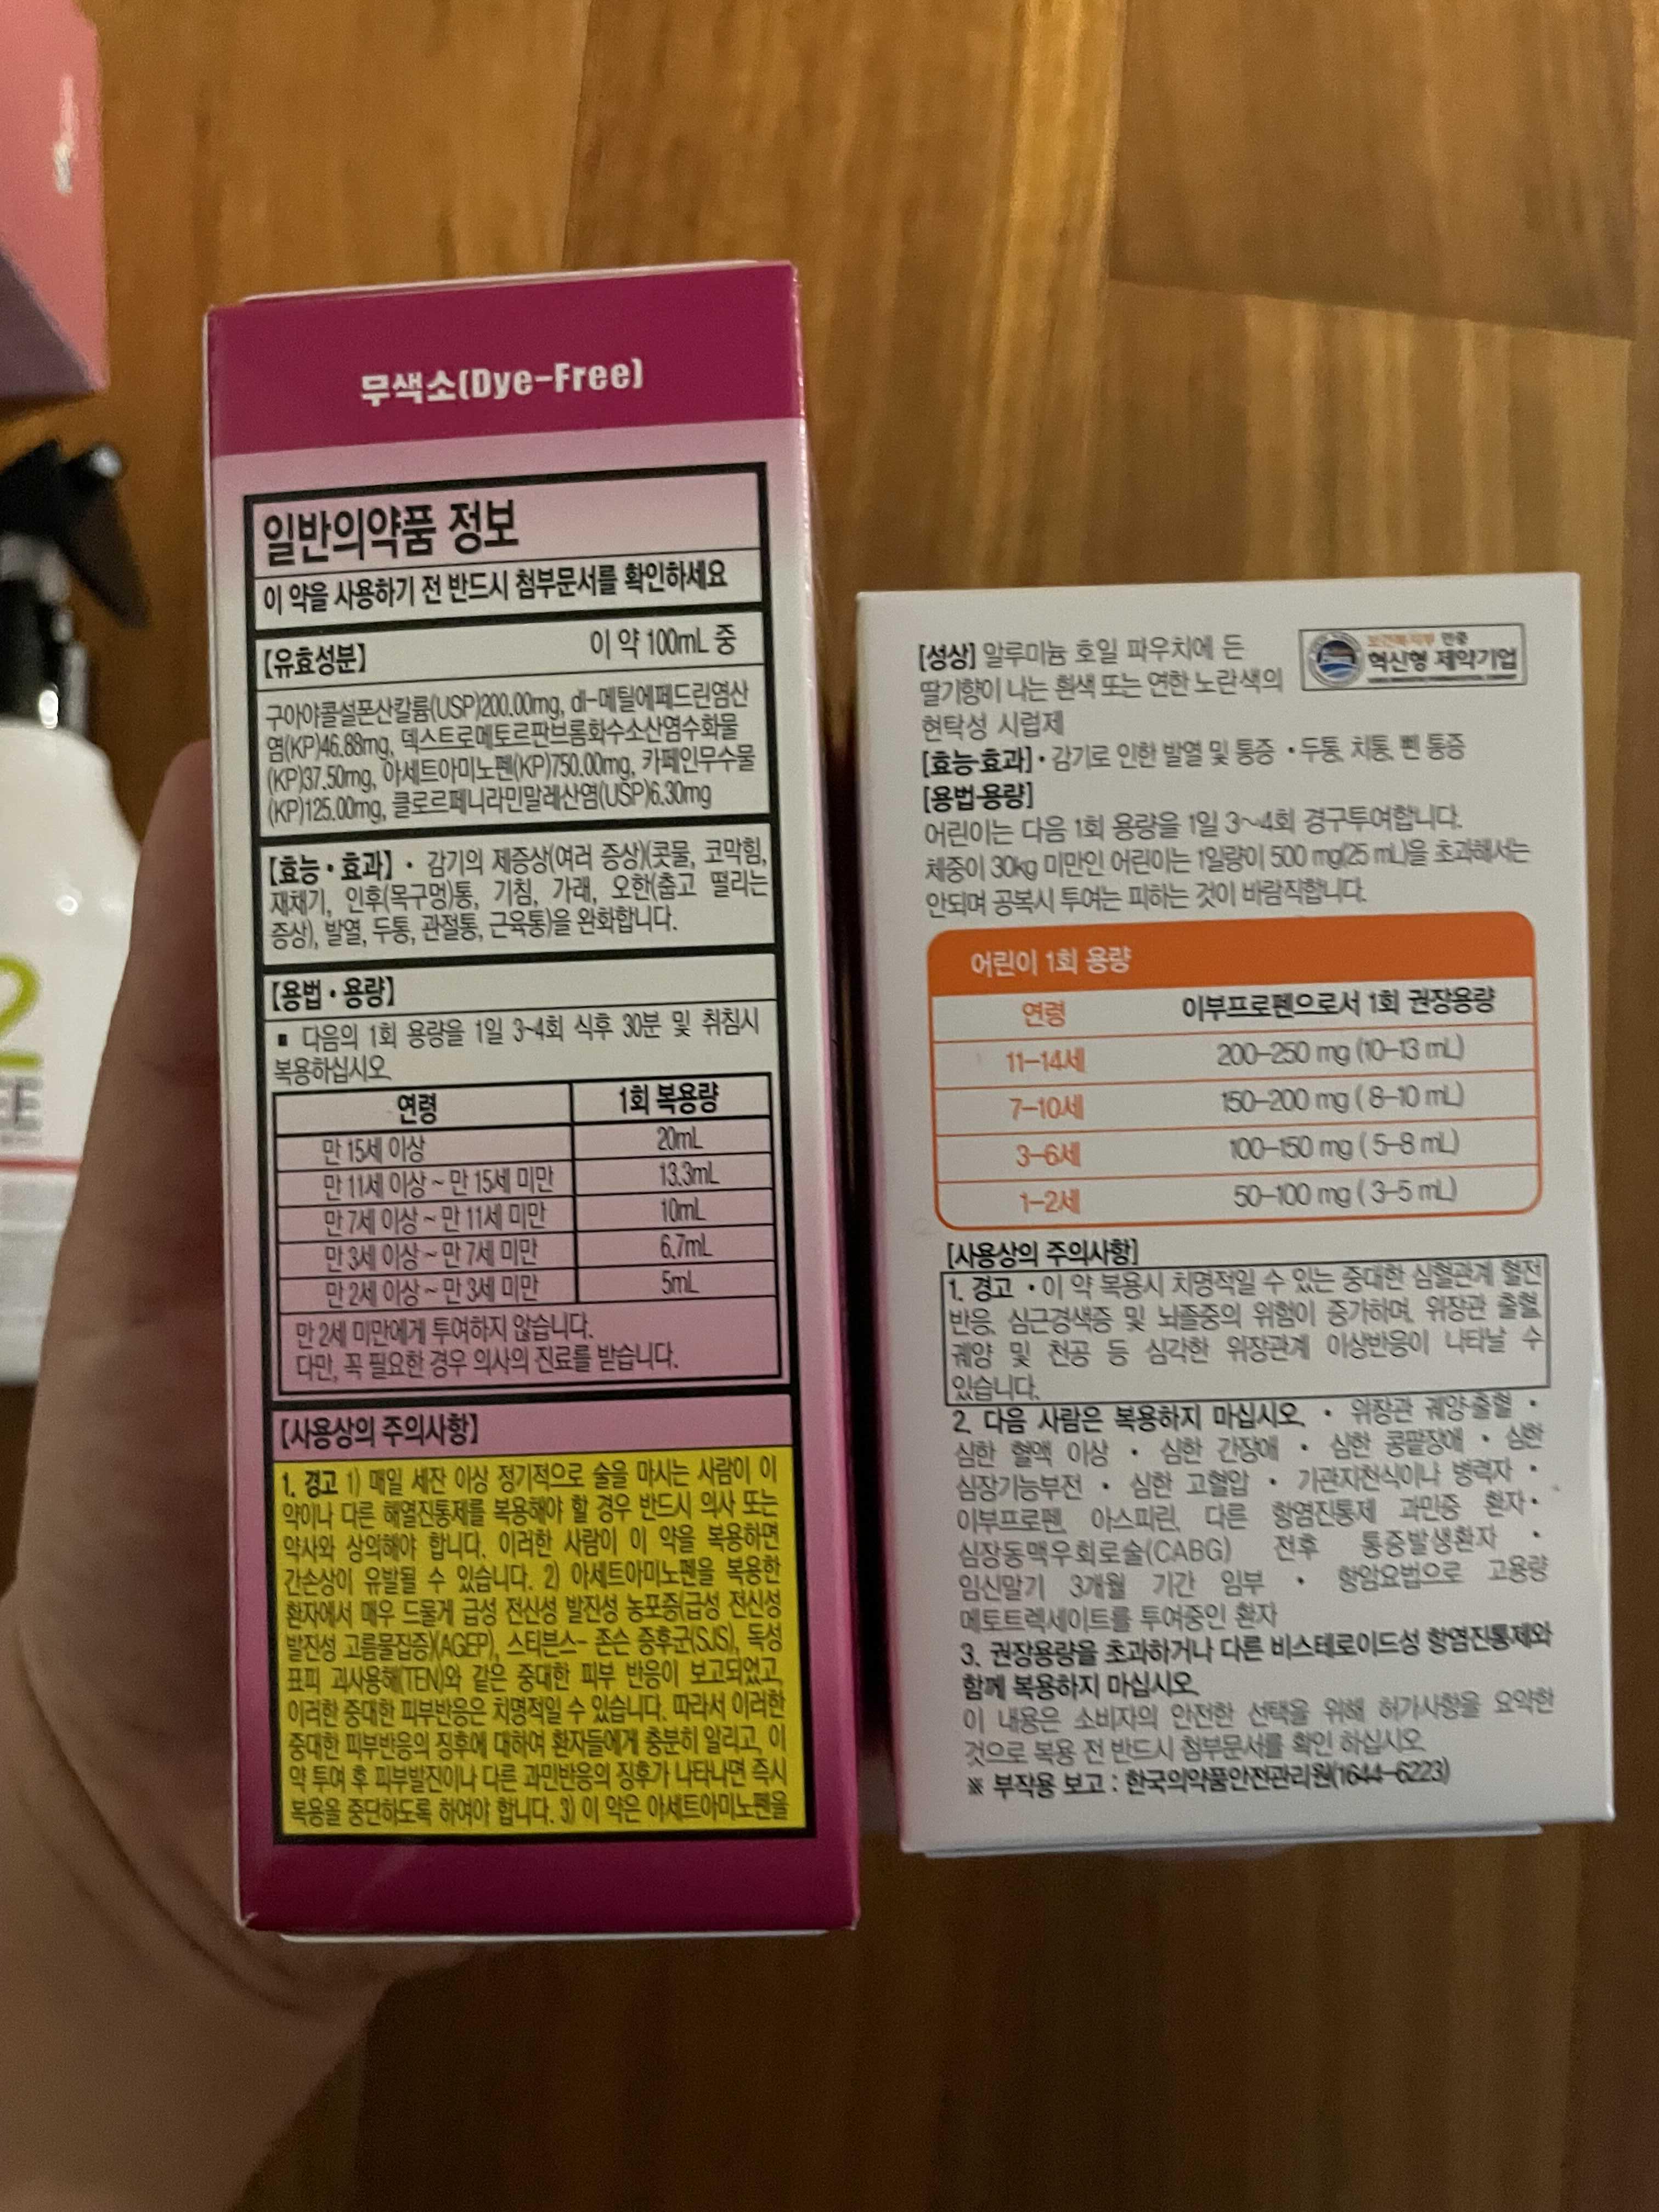 무색소(Dye-Free)
일반의약품 정보
이 약을 사용하기 전 반드시 첨부문서를 확인하세요
【유효성분】 이 약 100mL 중
구아야콜설폰산칼륨(USP)200.00mg, dl-메틸에페드린염산
염(KP)46.88mg, 덱스트로메토르판브롬화수소산염수화물
(KP)37.50mg, 아세트아미노펜(KP)750.00mg, 카페인무수물
(KP)125.00mg, 클로르페니라민말레산염(USP)6.30mg
【효능·효과】 • 감기의 제증상(여러 증상)(콧물, 코막힘,
재채기, 인후(목구멍)통, 기침, 가래, 오한(춥고 떨리는
증상), 발열, 두통, 관절통, 근육통)을 완화합니다.
【용법·용량】
■ 다음의 1회 용량을 1일 3~4회 식후 30분 및 취침시
복용하십시오.
연령 1회 복용량
만 15세 이상 20mL
만 11세 이상 ~ 만 15세 미만 13.3mL
만 7세 이상 ~ 만 11세 미만 10mL
만 3세 이상 ~ 만 7세 미만 6.7mL
만 2세 이상 ~ 만 3세 미만 5mL
만 2세 미만에게 투여하지 않습니다.
다만, 꼭 필요한 경우 의사의 진료를 받습니다.
【사용상의 주의사항】
1. 경고 1) 매일 세잔 이상 정기적으로 술을 마시는 사람이 이
약이나 다른 해열진통제를 복용해야 할 경우 반드시 의사 또는
약사와 상의해야 합니다. 이러한 사람이 이 약을 복용하면
간손상이 유발될 수 있습니다. 2) 아세트아미노펜을 복용한
환자에서 매우 드물게 급성 전신성 발진성 농포증(급성 전신성
발진성 고름물집증)(AGEP), 스티븐스- 존슨 증후군(SJS), 독성
표피 괴사용해(TEN)와 같은 중대한 피부 반응이 보고되었고,
이러한 중대한 피부반응은 치명적일 수 있습니다. 따라서 이러한
중대한 피부반응의 징후에 대하여 환자들에게 충분히 알리고, 이
약 투여 후 피부발진이나 다른 과민반응의 징후가 나타나면 즉시
복용을 중단하도록 하여야 합니다. 3) 이 약은 아세트아미노펜을
[성상] 알루미늄 호일 파우치에 든
딸기향이 나는 흰색 또는 연한 노란색의
현탁성 시럽제
보건복지부 인증
혁신형 제약기업
[효능·효과] • 감기로 인한 발열 및 통증 • 두통, 치통, 삔 통증
[용법·용량]
어린이는 다음 1회 용량을 1일 3~4회 경구투여합니다.
체중이 30kg 미만인 어린이는 1일량이 500 mg(25 mL)을 초과해서는
안되며 공복시 투여는 피하는 것이 바람직합니다.
어린이 1회 용량
연령 이부프로펜으로서 1회 권장용량
11-14세 200-250 mg (10-13 mL)
7-10세 150-200 mg ( 8-10 mL)
3-6세 100-150 mg ( 5-8 mL)
1-2세 50-100 mg ( 3-5 mL)
[사용상의 주의사항]
1. 경고 • 이 약 복용시 치명적일 수 있는 중대한 심혈관계 혈전
반응, 심근경색증 및 뇌졸중의 위험이 증가하며, 위장관 출혈,
궤양 및 천공 등 심각한 위장관계 이상반응이 나타날 수
있습니다.
2. 다음 사람은 복용하지 마십시오. • 위장관 궤양·출혈 •
심한 혈액 이상 • 심한 간장애 • 심한 콩팥장애 • 심한
심장기능부전 • 심한 고혈압 • 기관지천식이나 병력자 •
이부프로펜, 아스피린, 다른 항염진통제 과민증 환자 •
심장동맥우회로술(CABG) 전후 통증발생환자 •
임신말기 3개월 기간 임부 • 항암요법으로 고용량
메토트렉세이트를 투여중인 환자
3. 권장용량을 초과하거나 다른 비스테로이드성 항염진통제와
함께 복용하지 마십시오.
이 내용은 소비자의 안전한 선택을 위해 허가사항을 요약한
것으로 복용 전 반드시 첨부문서를 확인 하십시오.
※ 부작용 보고 : 한국의약품안전관리원(1644-6223)
2